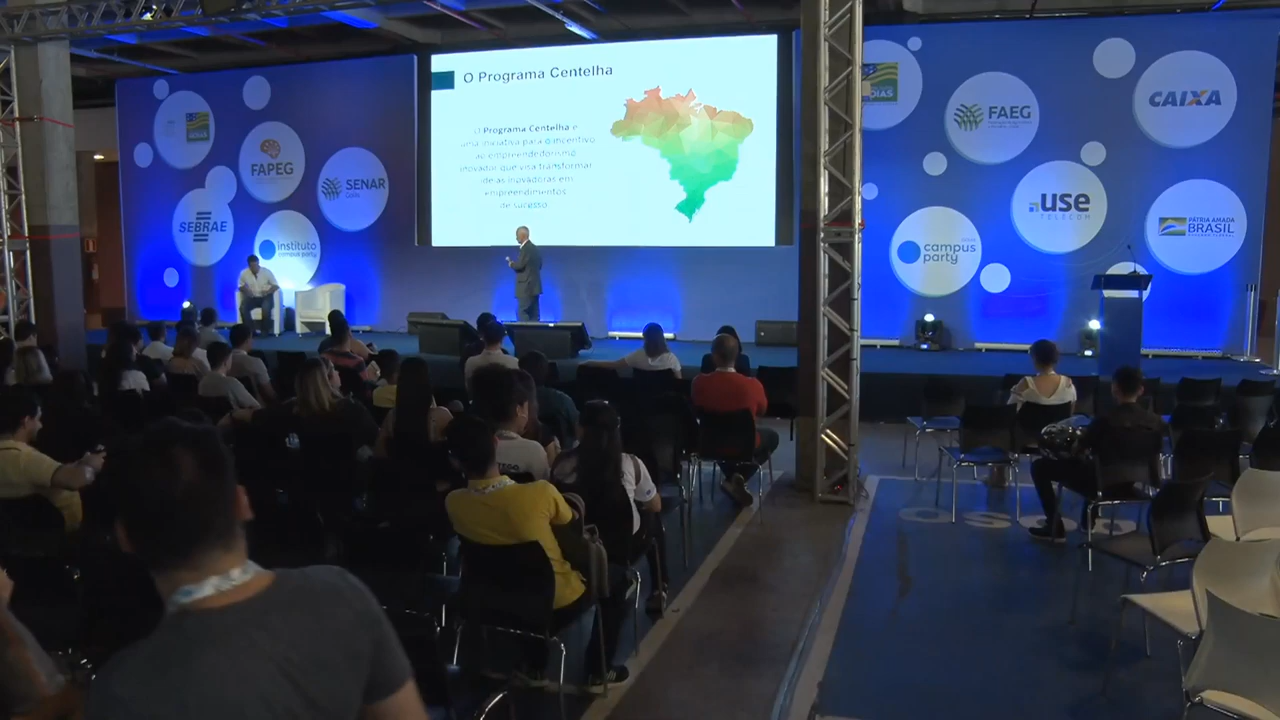 O Programa Centelha
O Programa Centelha é
uma iniciativa para o incentivo
ao empreendedorismo
inovador que visa transformar
ideias inovadoras em
empreendimentos
de sucesso.
FAPEG
SENAR
SEBRAE
instituto
campus party
FAEG
CAIXA
use
TELECOM
PÁTRIA AMADA
BRASIL
campus
party